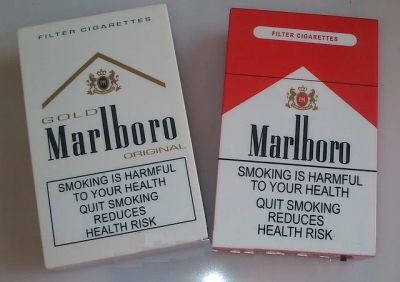 FILTER CIGARETTES
GOLD
Marlboro
ORIGINAL
SMOKING IS HARMFUL
TO YOUR HEALTH
QUIT SMOKING
REDUCES
HEALTH RISK
FILTER CIGARETTES
Marlboro
SMOKING IS HARMFUL
TO YOUR HEALTH
QUIT SMOKING
REDUCES
HEALTH RISK